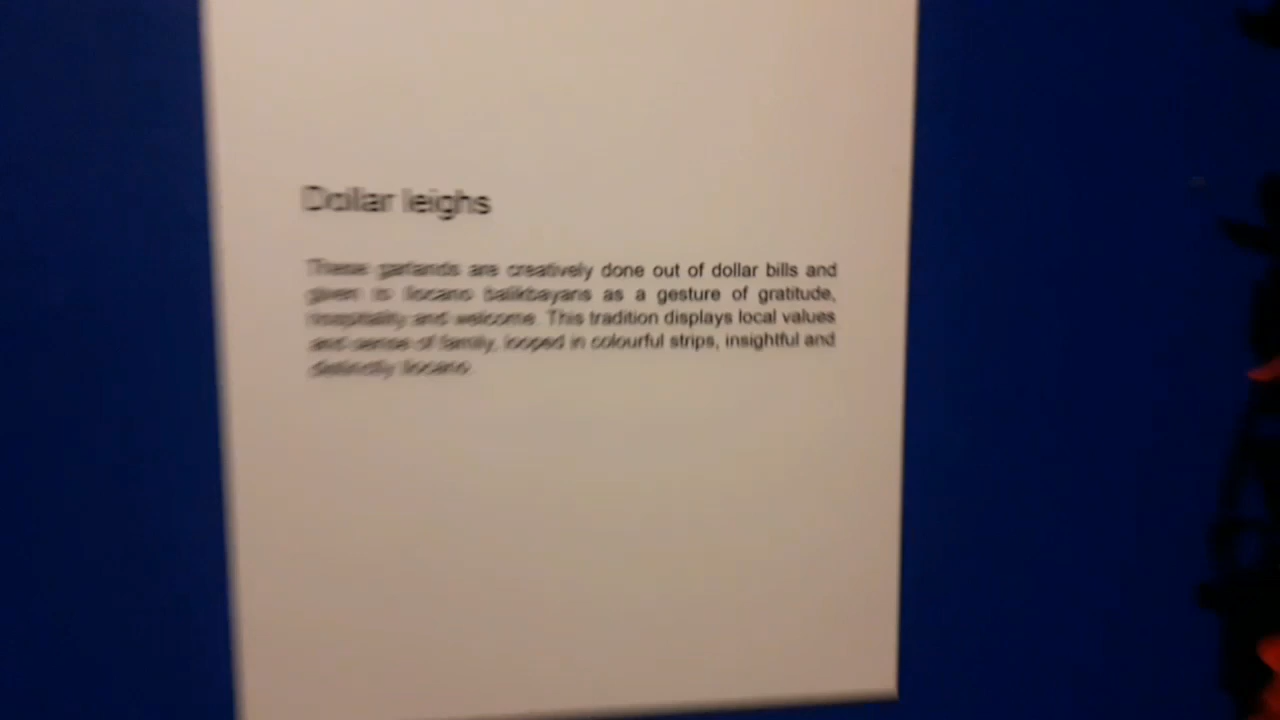 Dollar leighs
These garlands are creatively done out of dollar bills and
given to Ilocano balikbayans as a gesture of gratitude,
hospitality and welcome. This tradition displays local values
and sense of family, looped in colourful strips, insightful and
distinctly Ilocano.